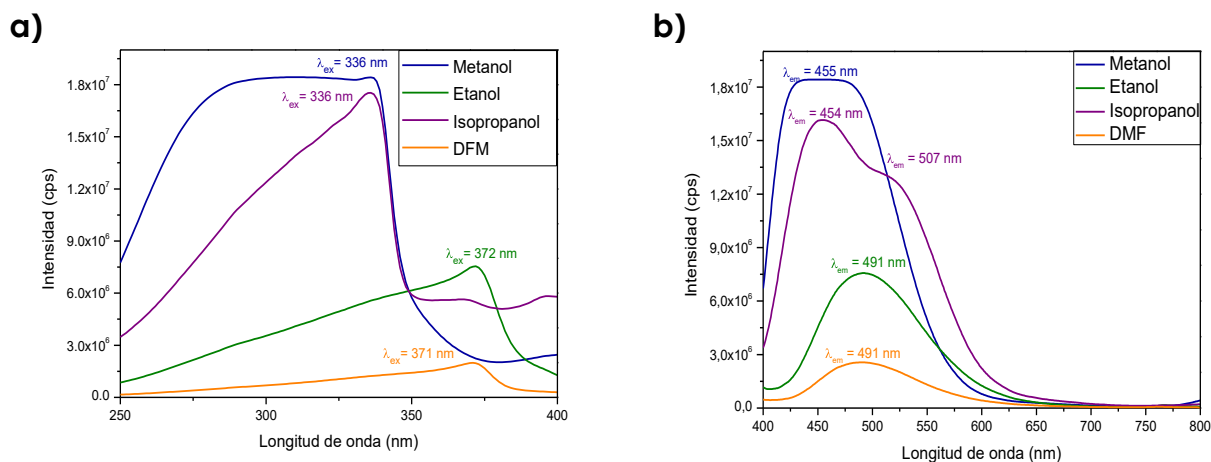 a)
Intensidad (cps)
1.8x10⁷
1.5x10⁷
1.2x10⁷
9.0x10⁶
6.0x10⁶
3.0x10⁶
0.0
λex= 336 nm
λex= 336 nm
λex= 372 nm
λex= 371 nm
Metanol
Etanol
Isopropanol
DFM
250 300 350 400
Longitud de onda (nm)
b)
Intensidad (cps)
1,8x10⁷
1,5x10⁷
1,2x10⁷
9,0x10⁶
6,0x10⁶
3,0x10⁶
0,0
λem= 455 nm
λem= 454 nm
λem= 507 nm
λem= 491 nm
λem= 491 nm
Metanol
Etanol
Isopropanol
DMF
400 450 500 550 600 650 700 750 800
Longitud de onda (nm)